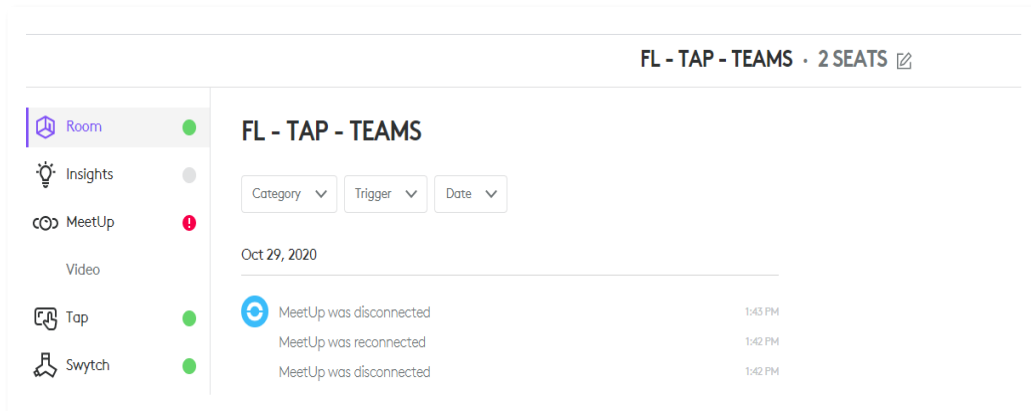 FL - TAP - TEAMS · 2 SEATS
Room
Insights
MeetUp
Video
Tap
Swytch
FL - TAP - TEAMS
Category
Trigger
Date
Oct 29, 2020
MeetUp was disconnected 1:43 PM
MeetUp was reconnected 1:42 PM
MeetUp was disconnected 1:42 PM